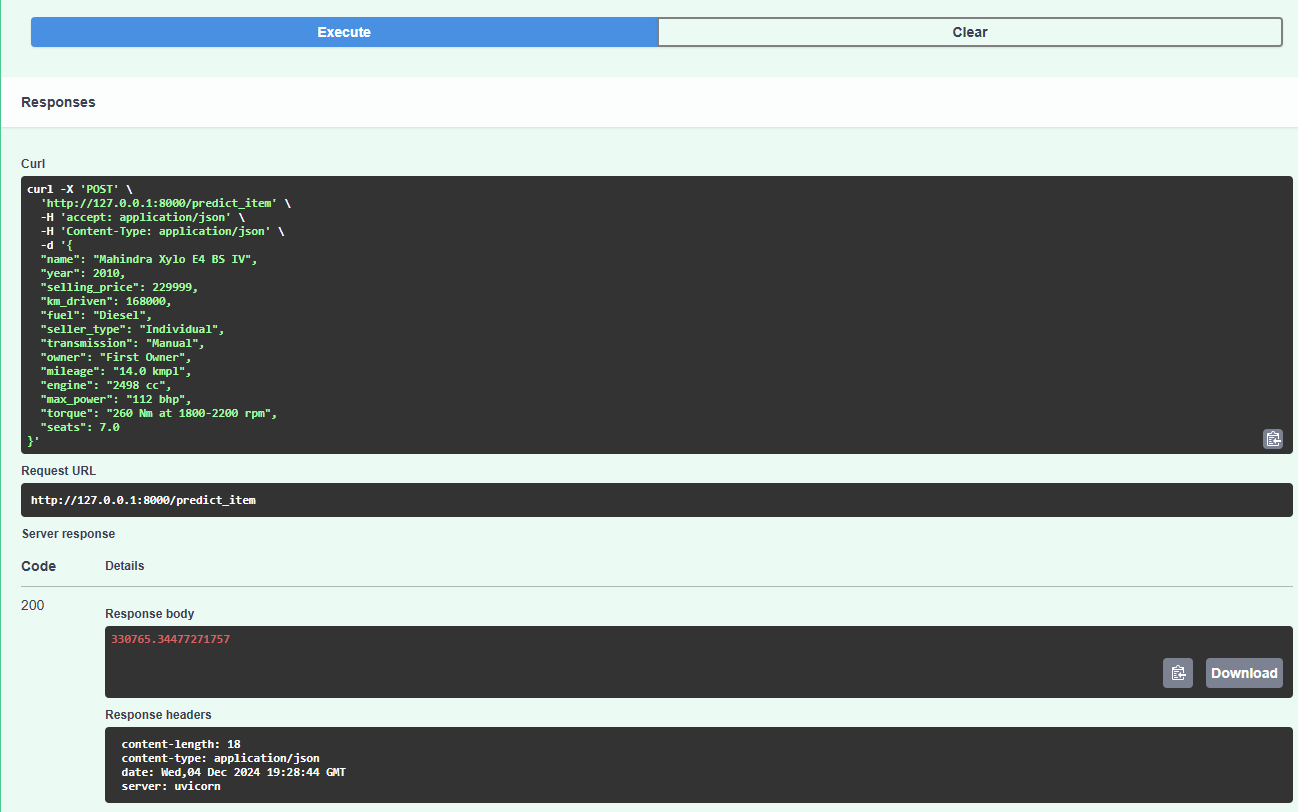 Execute
Clear
Responses
Curl
curl -X 'POST' \
'http://127.0.0.1:8000/predict_item' \
-H 'accept: application/json' \
-H 'Content-Type: application/json' \
-d '{
"name": "Mahindra Xylo E4 BS IV",
"year": 2010,
"selling_price": 229999,
"km_driven": 168000,
"fuel": "Diesel",
"seller_type": "Individual",
"transmission": "Manual",
"owner": "First Owner",
"mileage": "14.0 kmpl",
"engine": "2498 cc",
"max_power": "112 bhp",
"torque": "260 Nm at 1800-2200 rpm",
"seats": 7.0
}'
Request URL
http://127.0.0.1:8000/predict_item
Server response
Code
Details
200
Response body
330765.34477271757
Download
Response headers
content-length: 18
content-type: application/json
date: Wed,04 Dec 2024 19:28:44 GMT
server: uvicorn